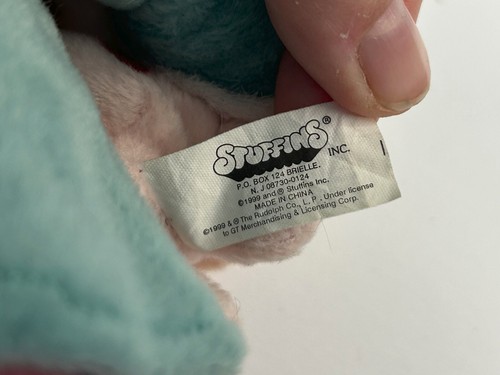 STUFFINS® INC.
P.O. BOX 124 BRIELLE.
N. J 08730-0124
©1999 and ® Stuffins Inc.
MADE IN CHINA
©1999 & ® The Rudolph Co., L. P. Under license
to GT Merchandising & Licensing Corp.